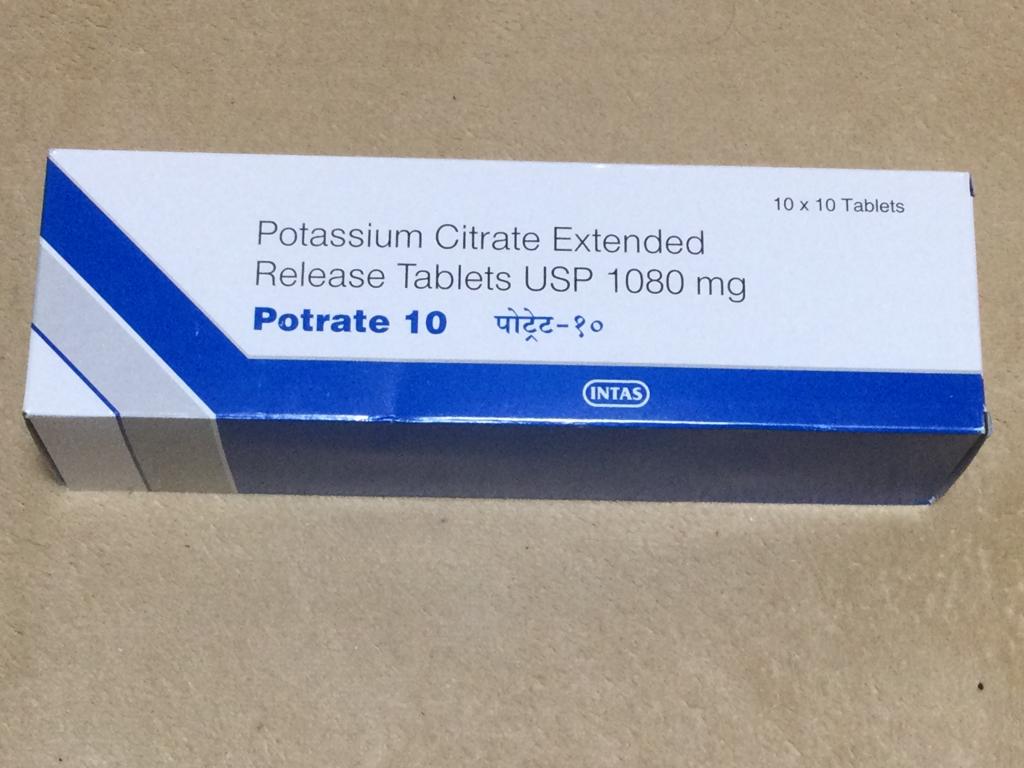 10 x 10 Tablets
Potassium Citrate Extended
Release Tablets USP 1080 mg
Potrate 10 पोट्रेट-१०
INTAS